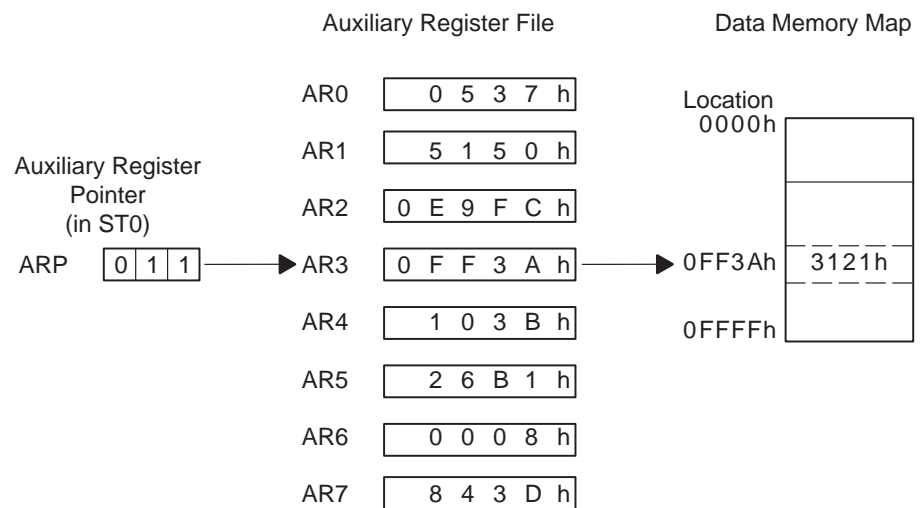 Auxiliary Register File
Data Memory Map
AR0 0 5 3 7 h
AR1 5 1 5 0 h
AR2 0 E 9 F C h
AR3 0 F F 3 A h
AR4 1 0 3 B h
AR5 2 6 B 1 h
AR6 0 0 0 8 h
AR7 8 4 3 D h
Auxiliary Register
Pointer
(in ST0)
ARP 0 1 1
Location
0000h
0FF3Ah 3121h
0FFFFh